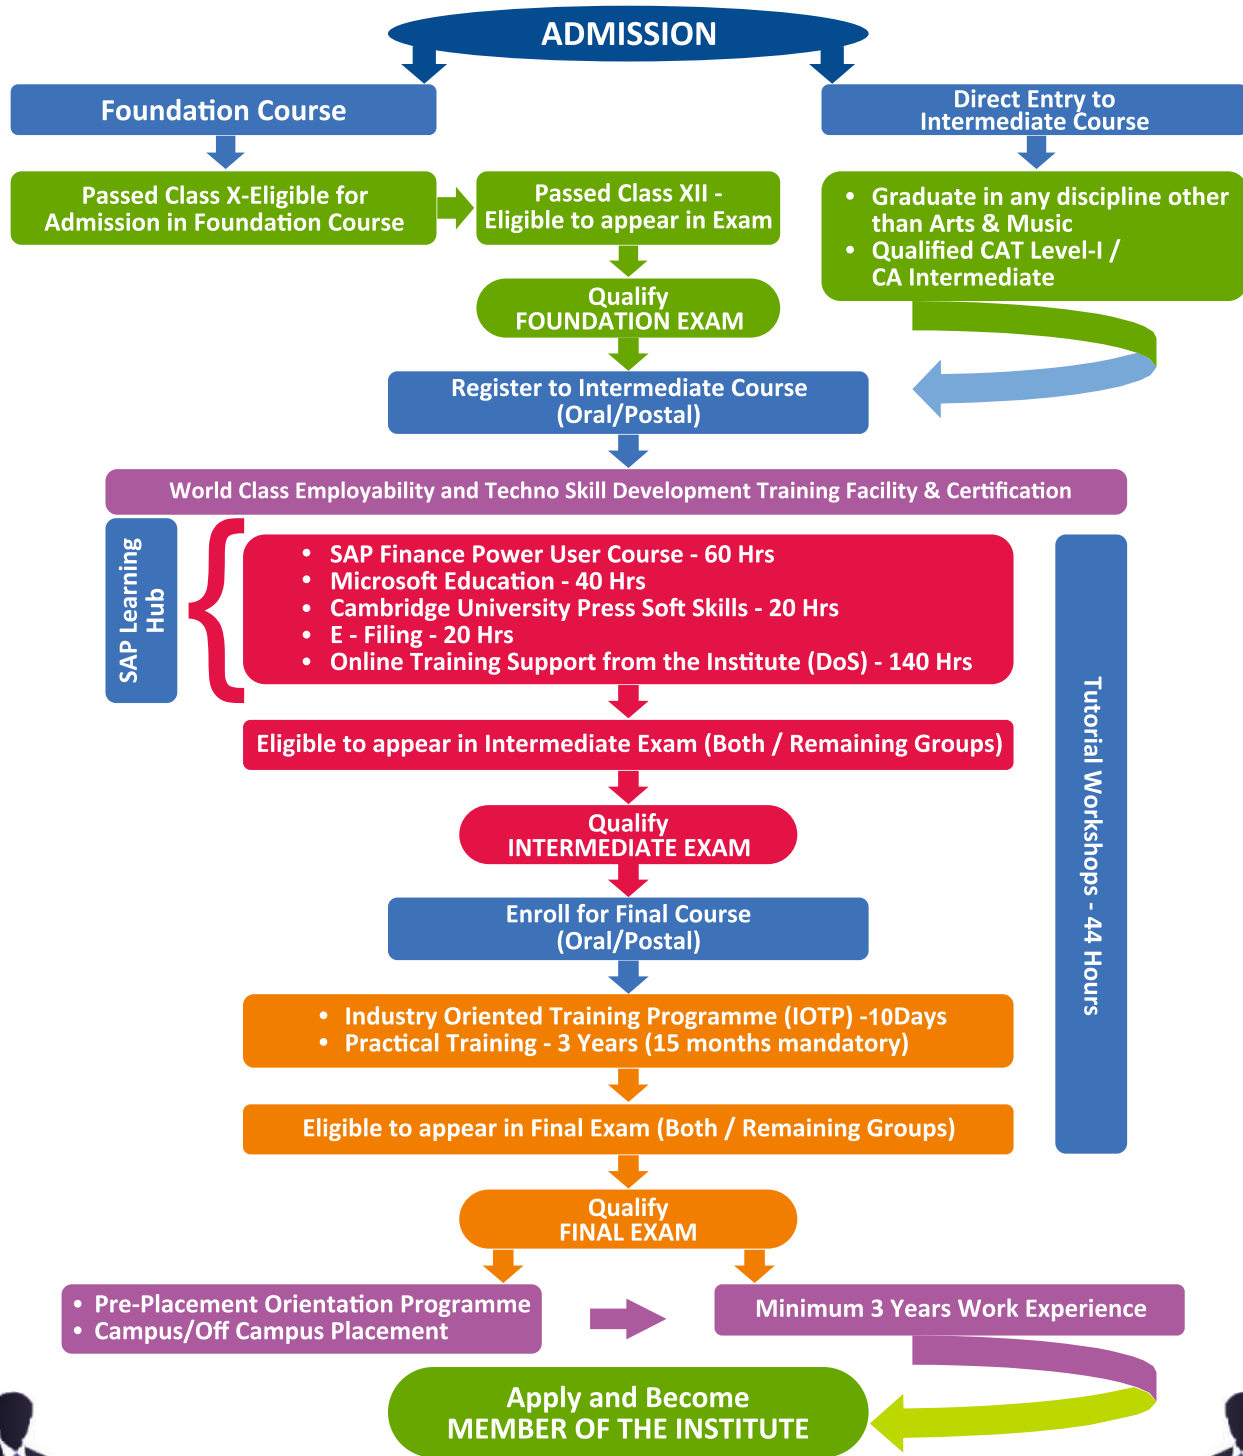 ADMISSION
Foundation Course
Direct Entry to
Intermediate Course
Passed Class X-Eligible for
Admission in Foundation Course
Passed Class XII -
Eligible to appear in Exam
• Graduate in any discipline other
than Arts & Music
• Qualified CAT Level-I /
CA Intermediate
Qualify
FOUNDATION EXAM
Register to Intermediate Course
(Oral/Postal)
World Class Employability and Techno Skill Development Training Facility & Certification
SAP Learning
Hub
• SAP Finance Power User Course - 60 Hrs
• Microsoft Education - 40 Hrs
• Cambridge University Press Soft Skills - 20 Hrs
• E - Filing - 20 Hrs
• Online Training Support from the Institute (DoS) - 140 Hrs
Tutorial Workshops - 44 Hours
Eligible to appear in Intermediate Exam (Both / Remaining Groups)
Qualify
INTERMEDIATE EXAM
Enroll for Final Course
(Oral/Postal)
• Industry Oriented Training Programme (IOTP) -10Days
• Practical Training - 3 Years (15 months mandatory)
Eligible to appear in Final Exam (Both / Remaining Groups)
Qualify
FINAL EXAM
• Pre-Placement Orientation Programme
• Campus/Off Campus Placement
Minimum 3 Years Work Experience
Apply and Become
MEMBER OF THE INSTITUTE